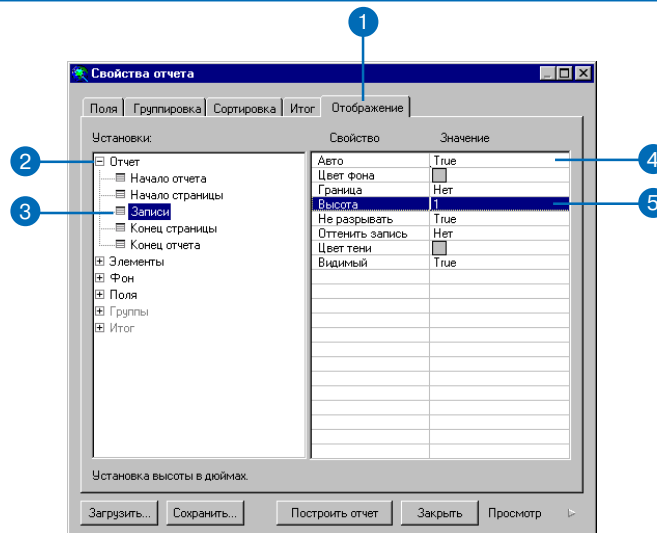 1
Свойства отчета
Поля Группировка Сортировка Итог Отображение
Установки: Свойство Значение
2 Отчет Авто True 4
Начало отчета Цвет фона
Начало страницы Граница Нет
3 Записи Высота 1 5
Конец страницы Не разрывать True
Конец отчета Оттенить запись Нет
Элементы Цвет тени
Фон Видимый True
Поля
Группы
Итог
Установка высоты в дюймах.
Загрузить... Сохранить... Построить отчет Закрыть Просмотр